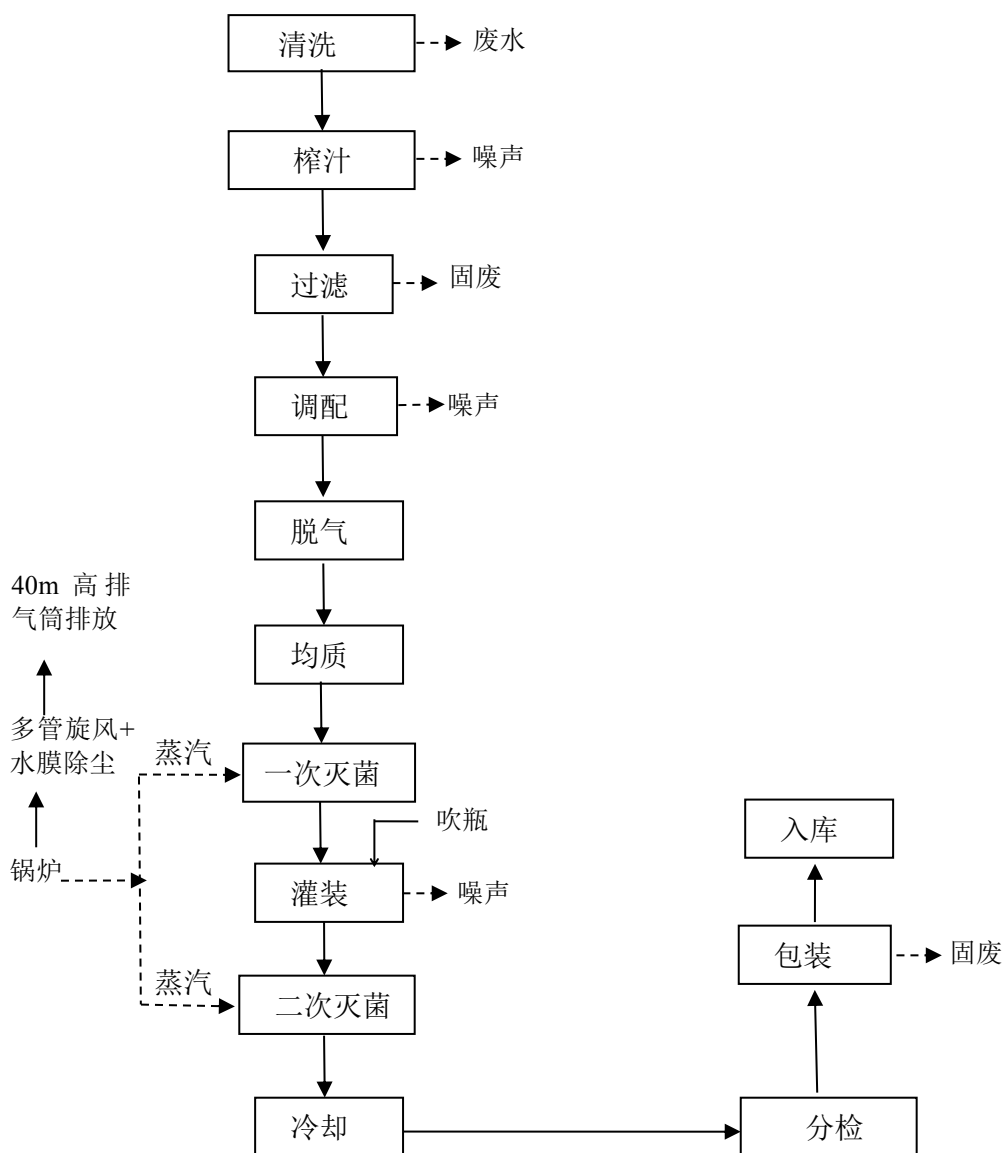 清洗
废水
榨汁
噪声
过滤
固废
调配
噪声
脱气
40m 高排
气筒排放
均质
多管旋风+
水膜除尘
蒸汽
一次灭菌
吹瓶
入库
锅炉
灌装
噪声
包装
固废
蒸汽
二次灭菌
冷却
分检